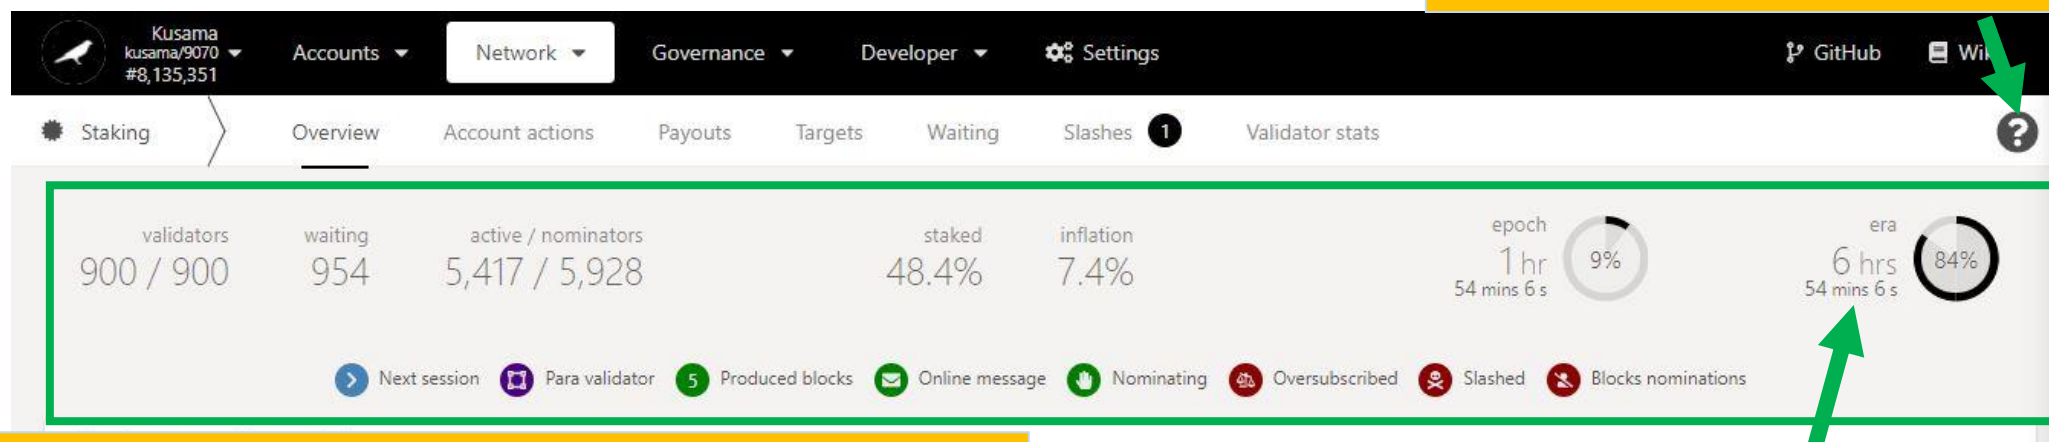 Kusama
kusama/9070
#8,135,351
Accounts
Network
Governance
Developer
Settings
GitHub
Staking
Overview
Account actions
Payouts
Targets
Waiting
Slashes 1
Validator stats
?
validators
900 / 900
waiting
954
active / nominators
5,417 / 5,928
staked
48.4%
inflation
7.4%
epoch
1 hr
54 mins 6 s
9%
era
6 hrs
54 mins 6 s
84%
Next session
Para validator
5 Produced blocks
Online message
Nominating
Oversubscribed
Slashed
Blocks nominations